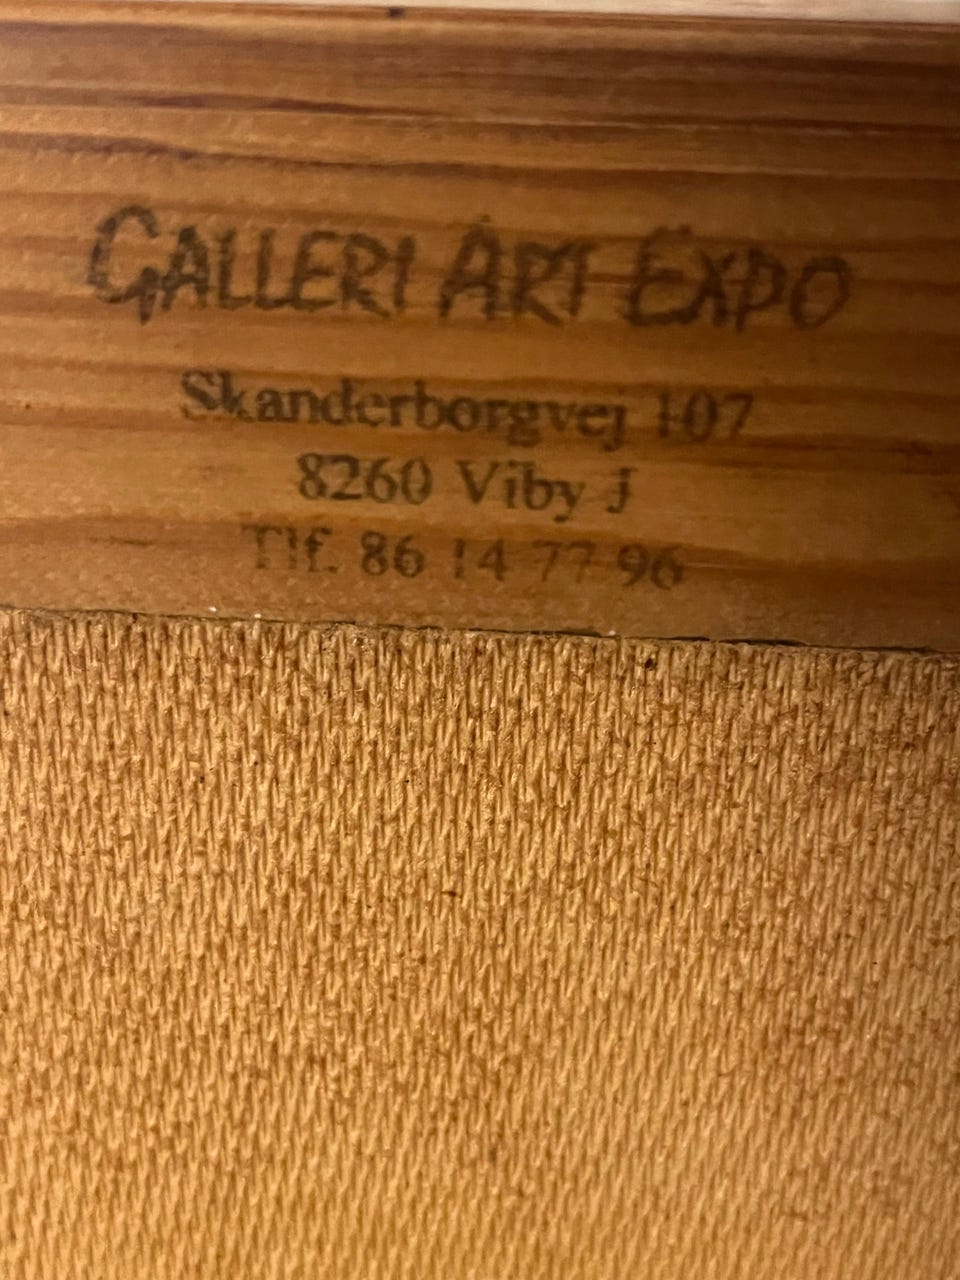 GALLERI ART EXPO
Skanderborgvej 107
8260 Viby J
Tlf. 86 14 77 96